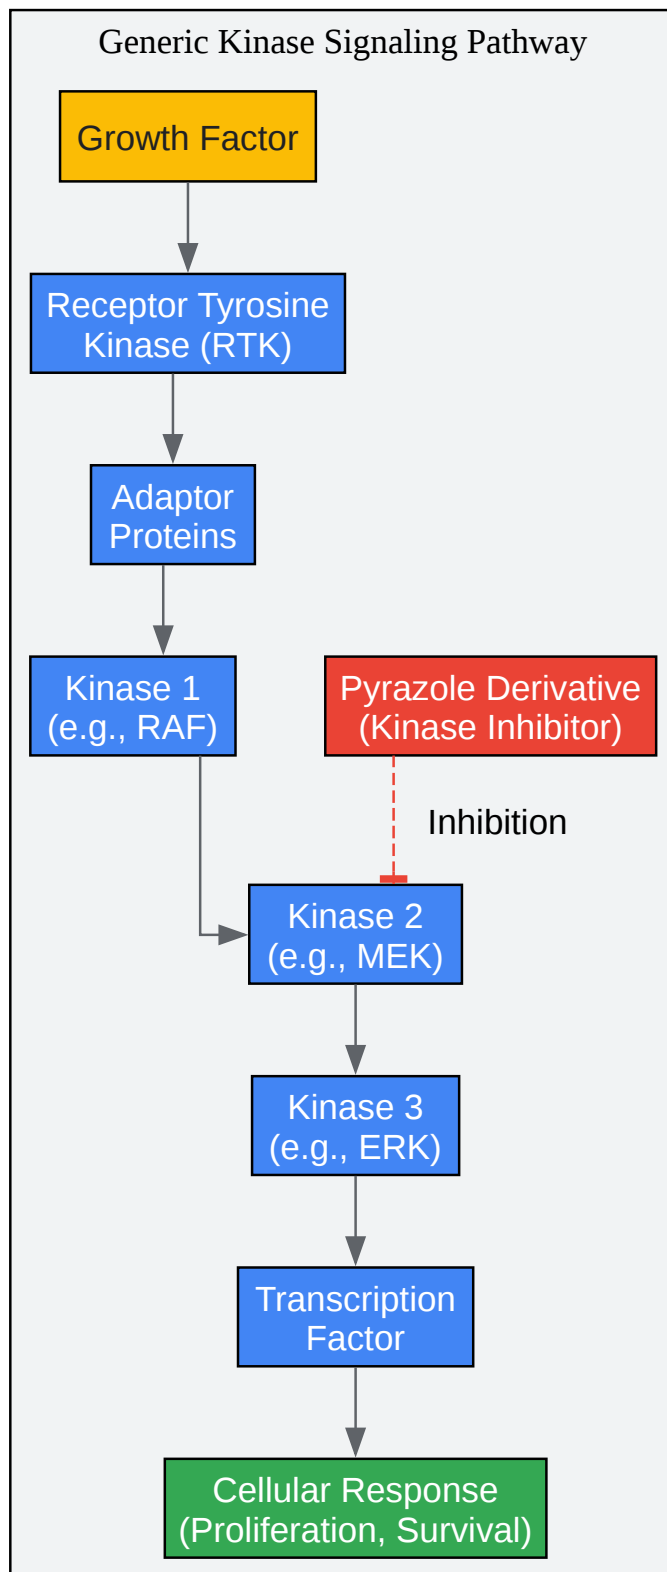 Generic Kinase Signaling Pathway
Growth Factor
Receptor Tyrosine
Kinase (RTK)
Adaptor
Proteins
Kinase 1
(e.g., RAF)
Pyrazole Derivative
(Kinase Inhibitor)
Inhibition
Kinase 2
(e.g., MEK)
Kinase 3
(e.g., ERK)
Transcription
Factor
Cellular Response
(Proliferation, Survival)